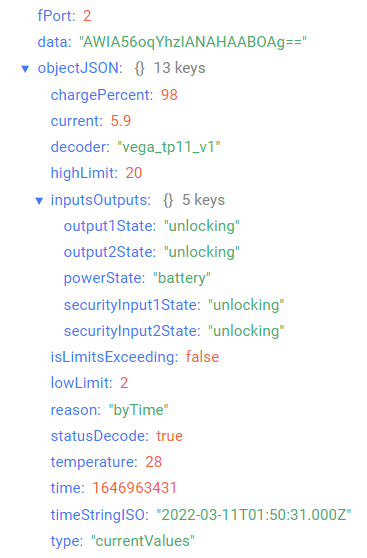 fPort: 2
data: "AWIA56oqYhzIANAHAABOAg=="
▼ objectJSON: {} 13 keys
chargePercent: 98
current: 5.9
decoder: "vega_tp11_v1"
highLimit: 20
▼ inputsOutputs: {} 5 keys
output1State: "unlocking"
output2State: "unlocking"
powerState: "battery"
securityInput1State: "unlocking"
securityInput2State: "unlocking"
isLimitsExceeding: false
lowLimit: 2
reason: "byTime"
statusDecode: true
temperature: 28
time: 1646963431
timeStringISO: "2022-03-11T01:50:31.000Z"
type: "currentValues"